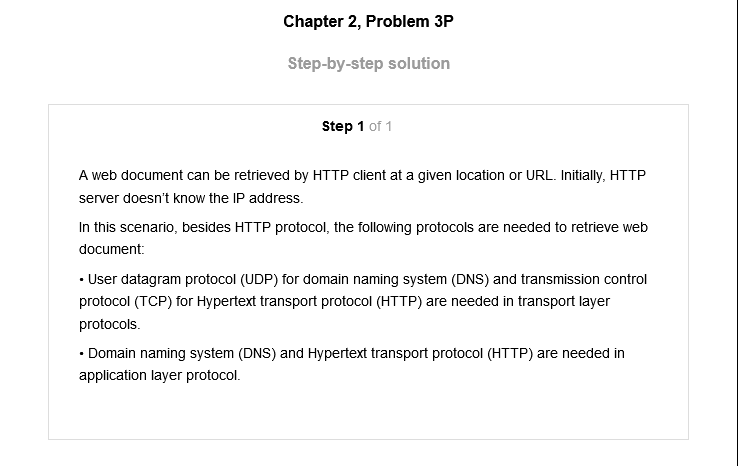 Chapter 2, Problem 3P
Step-by-step solution
Step 1 of 1
A web document can be retrieved by HTTP client at a given location or URL. Initially, HTTP
server doesn't know the IP address.
In this scenario, besides HTTP protocol, the following protocols are needed to retrieve web
document:
• User datagram protocol (UDP) for domain naming system (DNS) and transmission control
protocol (TCP) for Hypertext transport protocol (HTTP) are needed in transport layer
protocols.
• Domain naming system (DNS) and Hypertext transport protocol (HTTP) are needed in
application layer protocol.